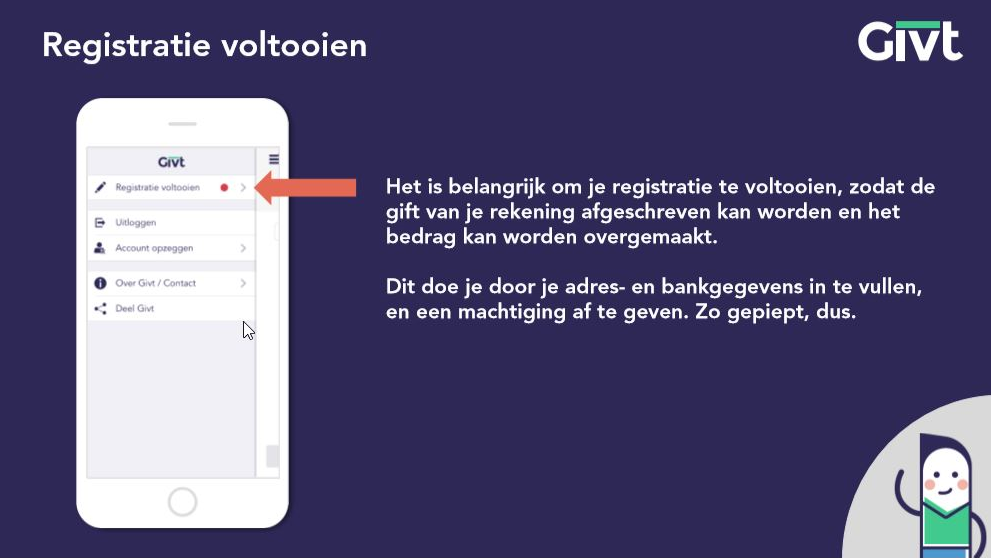 Registratie voltooien
Givt
Givt
Registratie voltooien
Uitloggen
Account opzeggen
Over Givt / Contact
Deel Givt
Het is belangrijk om je registratie te voltooien, zodat de
gift van je rekening afgeschreven kan worden en het
bedrag kan worden overgemaakt.
Dit doe je door je adres- en bankgegevens in te vullen,
en een machtiging af te geven. Zo gepiept, dus.